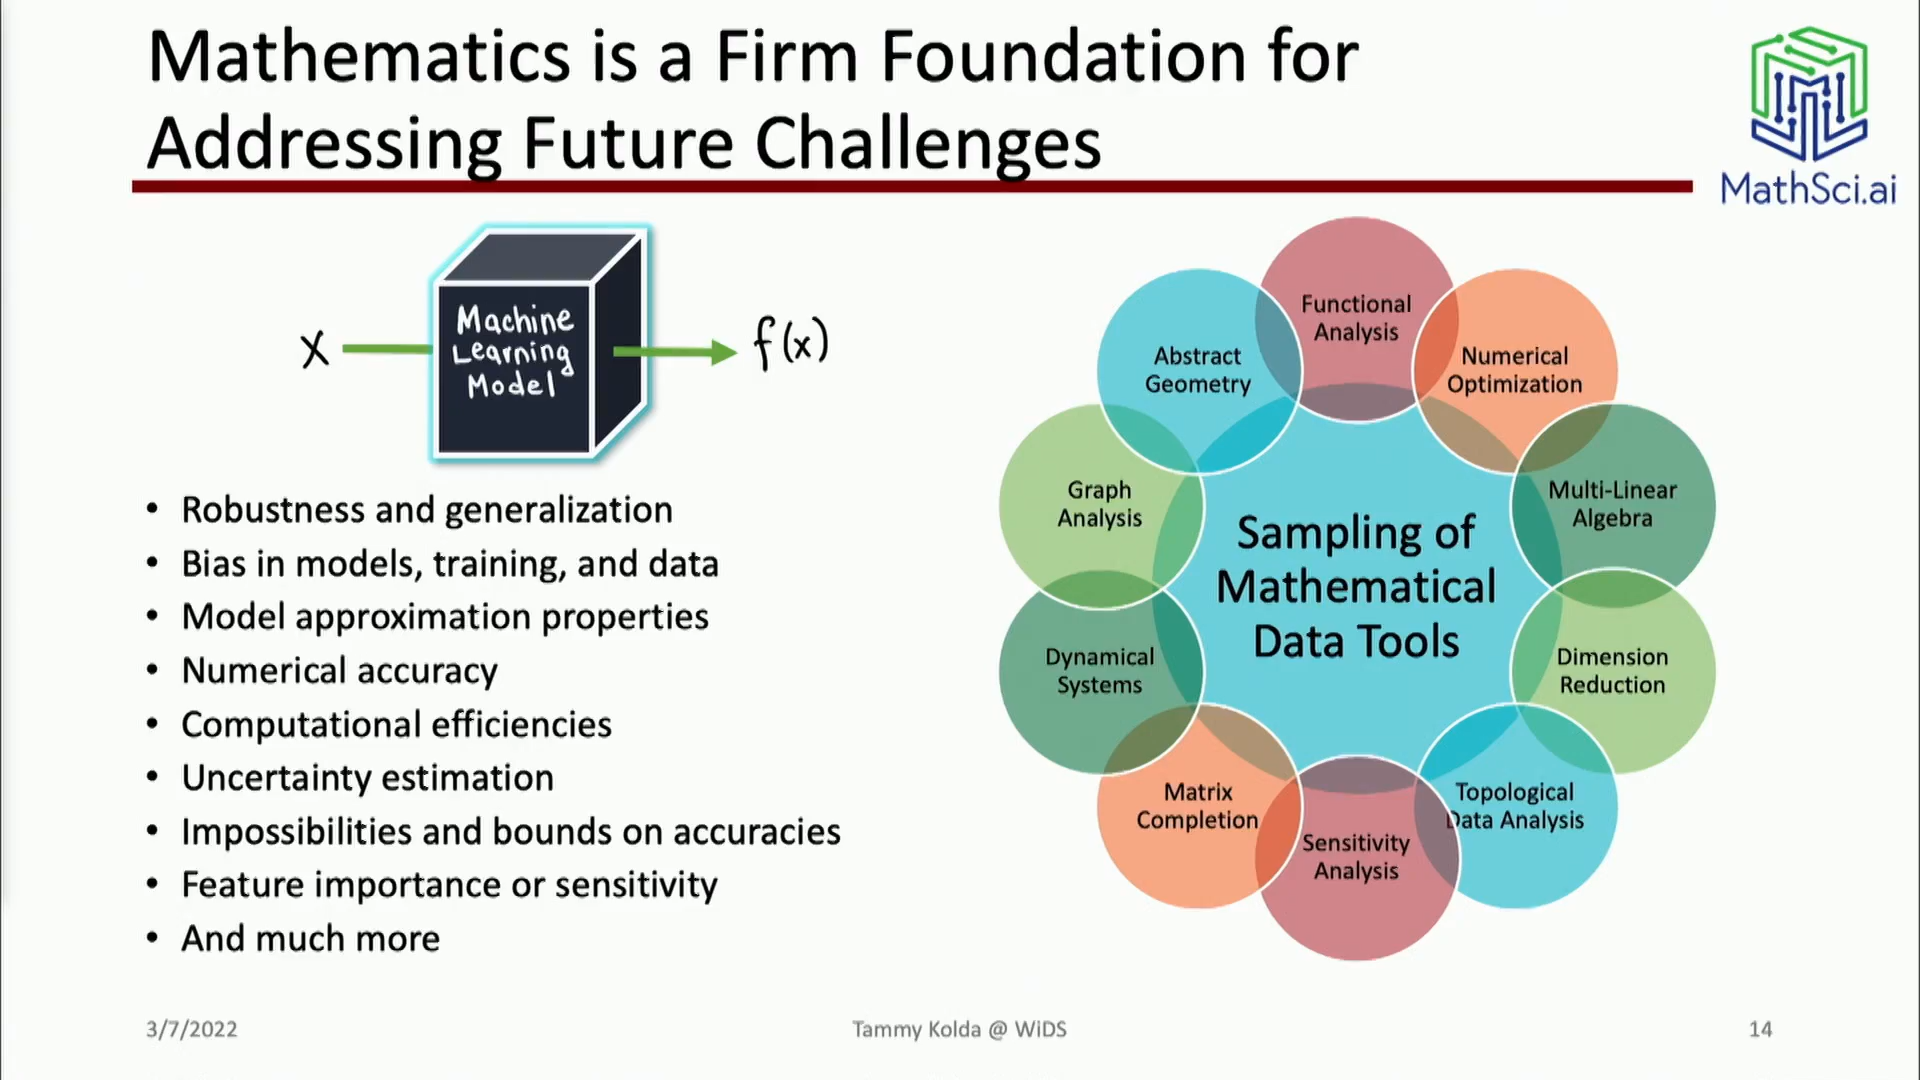 Mathematics is a Firm Foundation for
Addressing Future Challenges
MathSci.ai
X
Machine
Learning
Model
f(x)
• Robustness and generalization
• Bias in models, training, and data
• Model approximation properties
• Numerical accuracy
• Computational efficiencies
• Uncertainty estimation
• Impossibilities and bounds on accuracies
• Feature importance or sensitivity
• And much more
Functional
Analysis
Numerical
Optimization
Multi-Linear
Algebra
Dimension
Reduction
Topological
Data Analysis
Sensitivity
Analysis
Matrix
Completion
Dynamical
Systems
Graph
Analysis
Abstract
Geometry
Sampling of
Mathematical
Data Tools
3/7/2022
Tammy Kolda @ WiDS
14